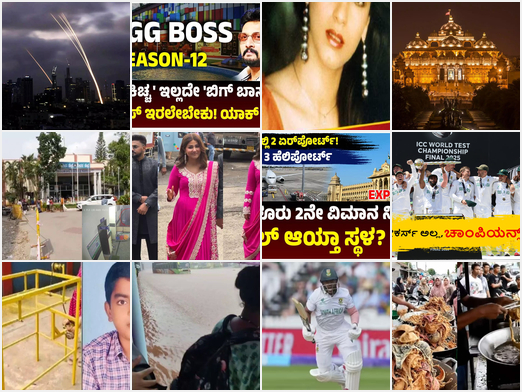 GG BOSS
EASON-12
ಕಿಚ್ಚ' ಇಲ್ಲದೇ 'ಬಿಗ್ ಬಾಸ
ಇರಲೇಬೇಕು! ಯಾಕ್
ಲ್ಲಿ 2 ಏರ್‌ಪೋರ್ಟ್!
3 ಹೆಲಿಪೋರ್ಟ್
EXP
ೂರು 2ನೇ ವಿಮಾನ ನಿ
ಲ್ ಆಯ್ತಾ ಸ್ಥಳ?
ICC WORLD TEST
CHAMPIONSHIP
FINAL 2025
'ಕರ್ಸ್ ಅಲ್ಲ, ಚಾಂಪಿಯನ್ಸ